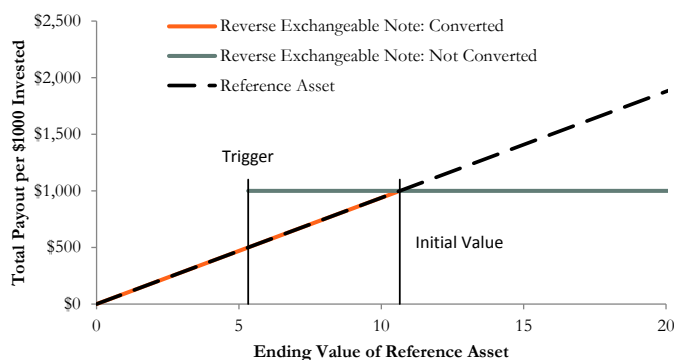 $2,500
$2,000
$1,500
$1,000
$500
$0
Total Payout per $1000 Invested
Reverse Exchangeable Note: Converted
Reverse Exchangeable Note: Not Converted
Reference Asset
Trigger
Initial Value
0 5 10 15 20
Ending Value of Reference Asset